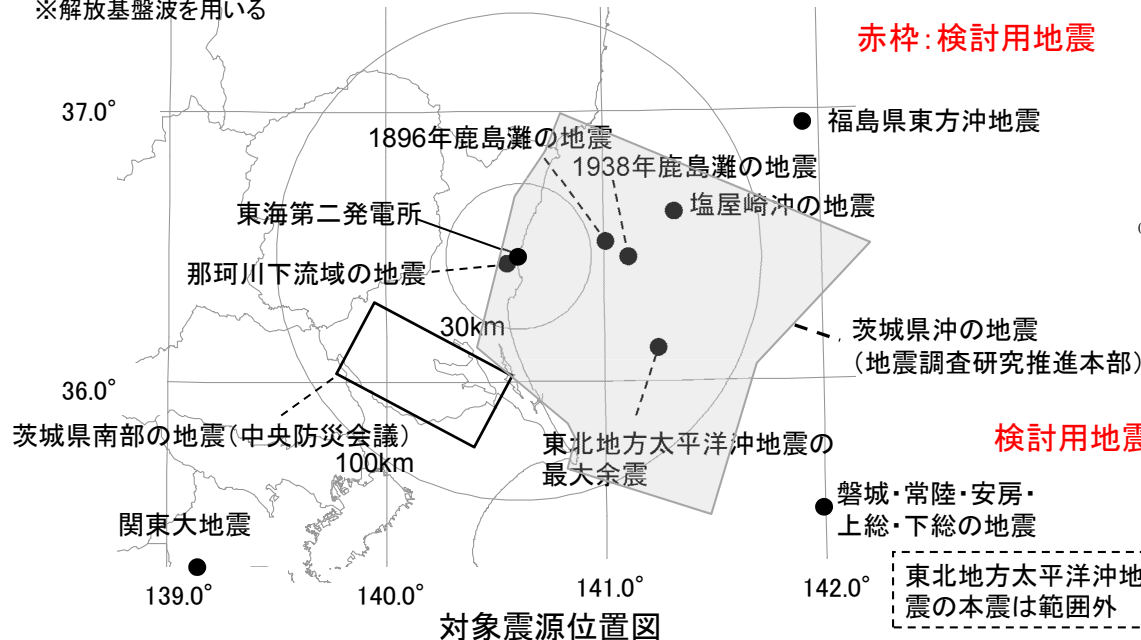 ※解放基盤波を用いる
赤枠：検討用地震
37.0°
福島県東方沖地震
1896年鹿島灘の地震
1938年鹿島灘の地震
塩屋崎沖の地震
東海第二発電所
那珂川下流域の地震
30km
茨城県沖の地震
（地震調査研究推進本部）
36.0°
茨城県南部の地震（中央防災会議）
100km
東北地方太平洋沖地震の
最大余震
検討用地震
磐城・常陸・安房・
上総・下総の地震
関東大地震
東北地方太平洋沖地
震の本震は範囲外
139.0°
140.0°
141.0°
142.0°
対象震源位置図